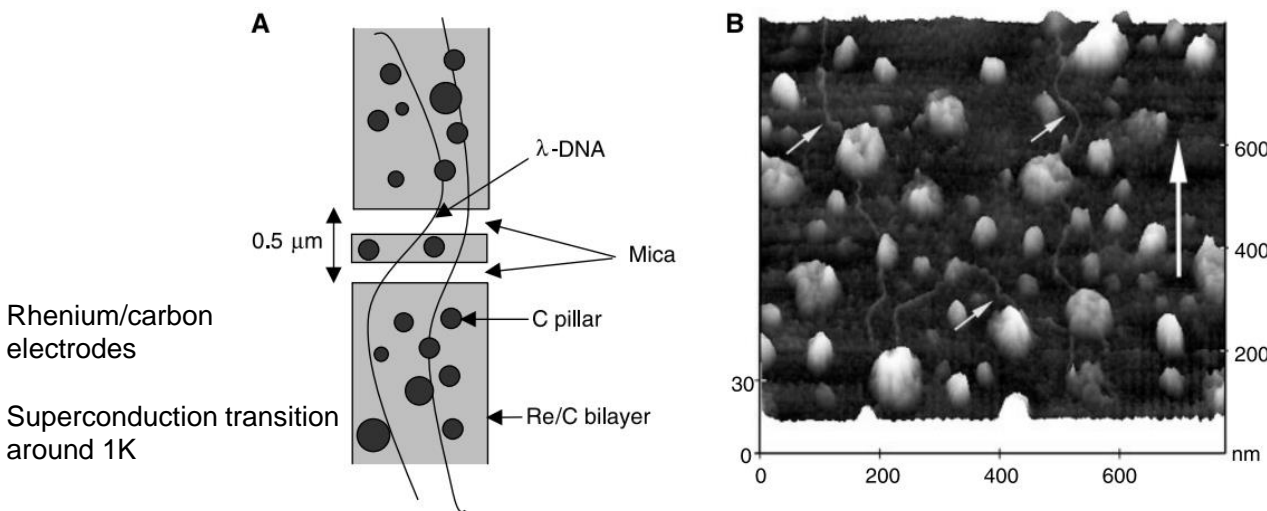 A
λ-DNA
0.5 μm
Mica
Rhenium/carbon
electrodes
C pillar
Superconduction transition
around 1K
Re/C bilayer
B
600
400
200
30
0
nm
0
200
400
600